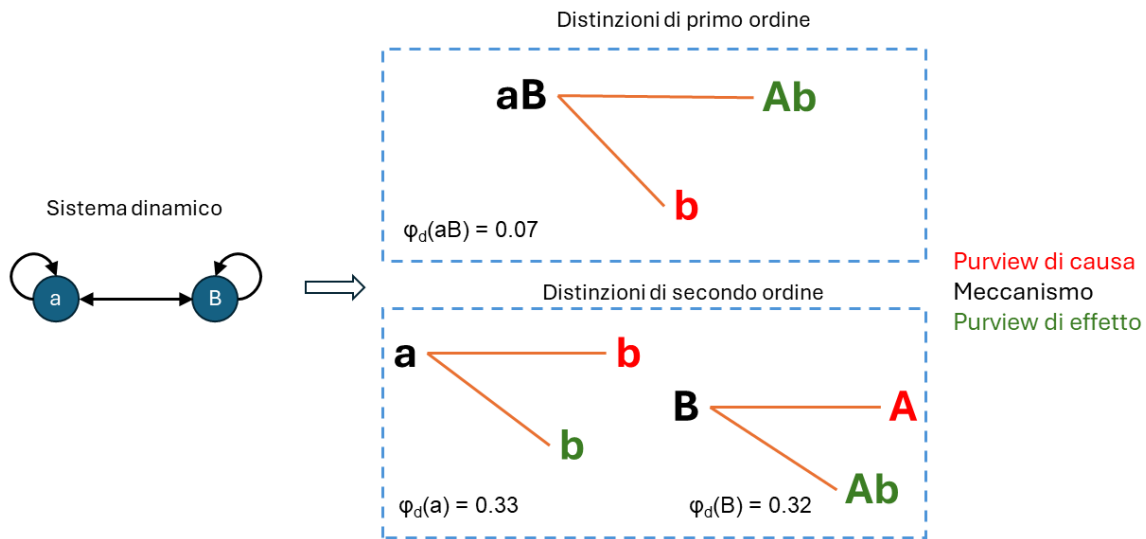 Distinzioni di primo ordine
aB
Ab
b
φd(aB) = 0.07
Sistema dinamico
a
B
Distinzioni di secondo ordine
a
b
b
φd(a) = 0.33
B
A
Ab
φd(B) = 0.32
Purview di causa
Meccanismo
Purview di effetto